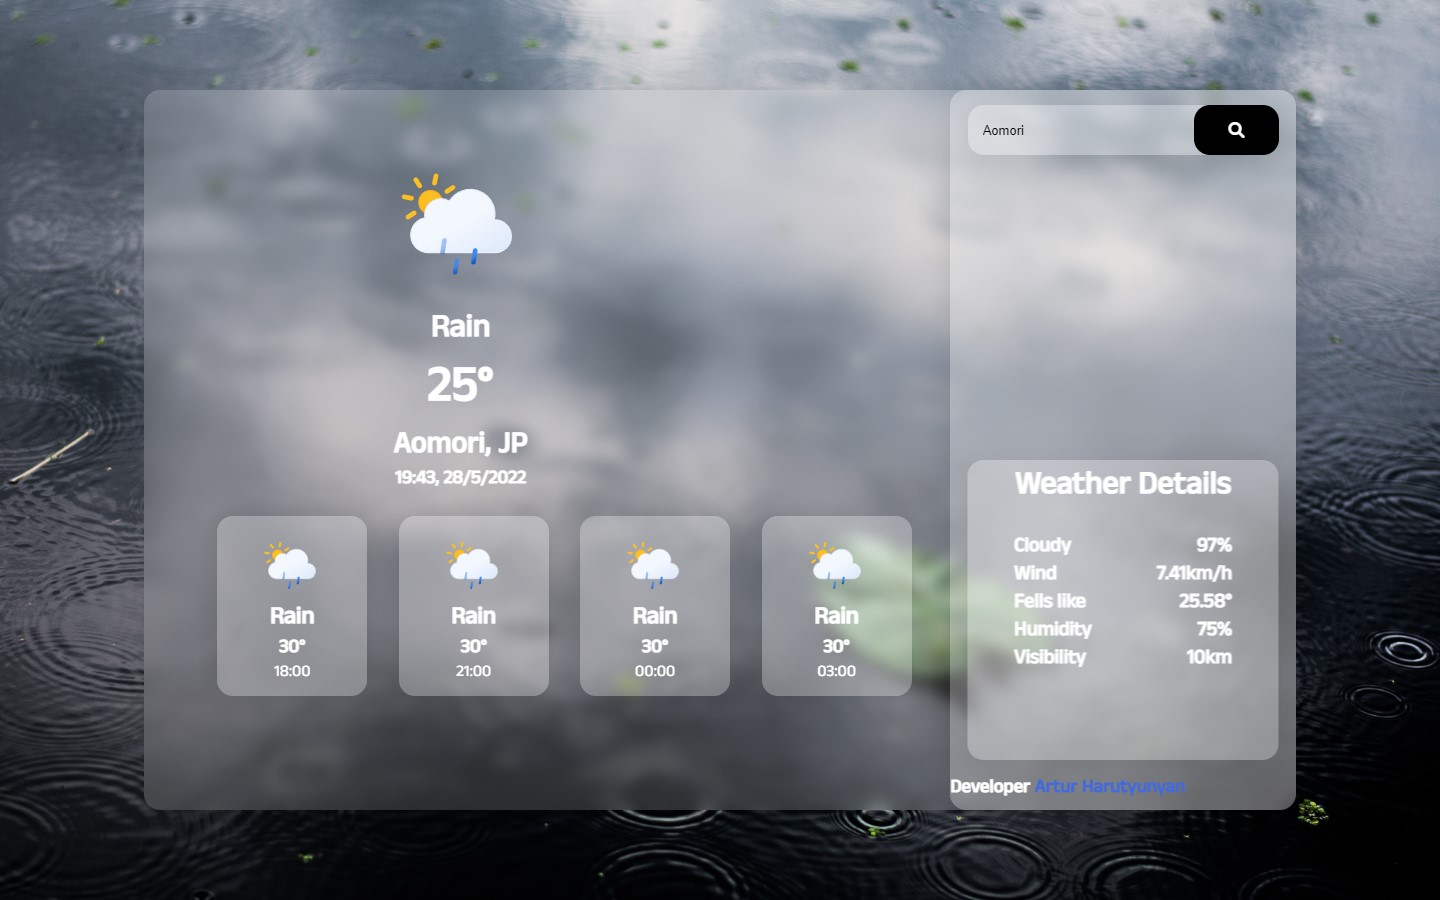 Aomori
Rain
25°
Aomori, JP
19:43, 28/5/2022
Rain
30°
18:00
Rain
30°
21:00
Rain
30°
00:00
Rain
30°
03:00
Weather Details
Cloudy 97%
Wind 7.41km/h
Fells like 25.58°
Humidity 75%
Visibility 10km
Developer Artur Harutyunyan